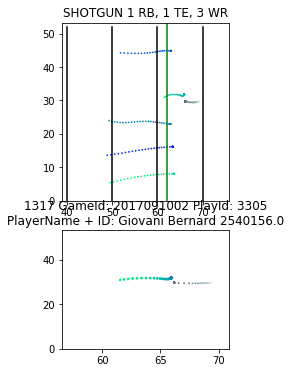 SHOTGUN 1 RB, 1 TE, 3 WR
50
40
30
20
10
0
40 50 60 70
1317 GameId: 2017091002 PlayId: 3305
PlayerName + ID: Giovani Bernard 2540156.0
40
20
0
60 65 70